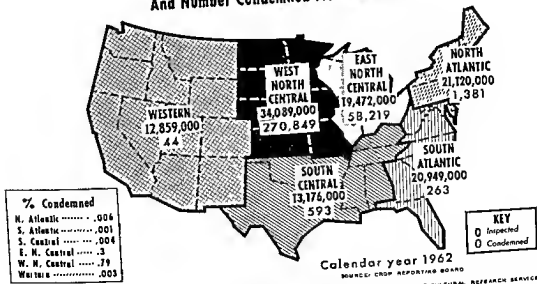 And Number Condemned
WESTERN
12,859,000
44
WEST
NORTH
CENTRAL
34,089,000
270,849
EAST
NORTH
CENTRAL
19,472,000
58,219
NORTH
ATLANTIC
21,120,000
1,381
SOUTH
CENTRAL
13,176,000
593
SOUTH
ATLANTIC
20,949,000
263
% Condemned
N. Atlantic ------- .006
S. Atlantic ------- .001
S. Central ----- .004
E. N. Central ---- .3
W. N. Central ---- .79
Western ------------ .003
KEY
0 Inspected
0 Condemned
Calendar year 1962
SOURCE: CROP REPORTING BOARD
RESEARCH SERVICE